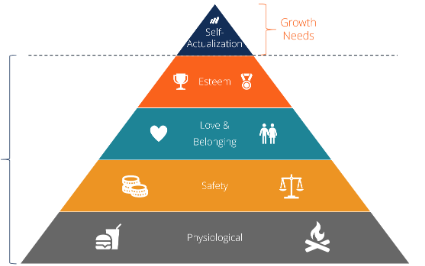 Self-
Actualization
Growth
Needs
Esteem
Love &
Belonging
Safety
Physiological